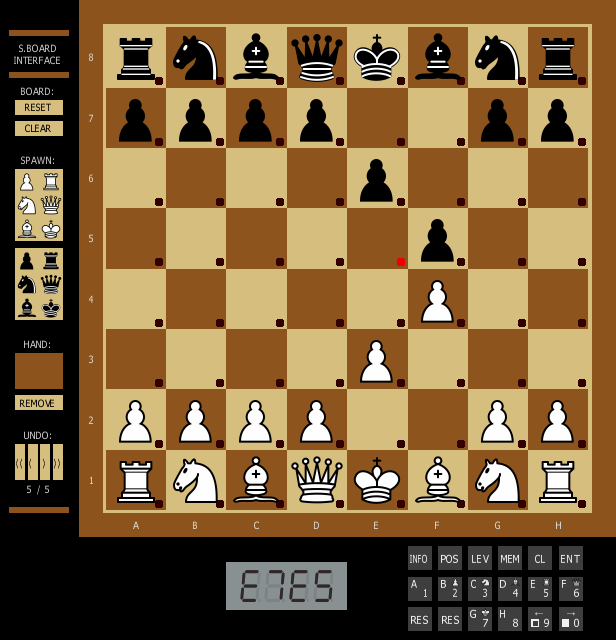 S.BOARD
INTERFACE
BOARD:
RESET
CLEAR
SPAWN:
HAND:
REMOVE
UNDO:
⟨⟨ ⟨ ⟩ ⟩⟩
5 / 5
8
7
6
5
4
3
2
1
A B C D E F G H
E7E5
INFO POS LEV MEM CL ENT
A 1 B 2 C 3 D 4 E 5 F 6
RES RES G 7 H 8 ← 9 → 0